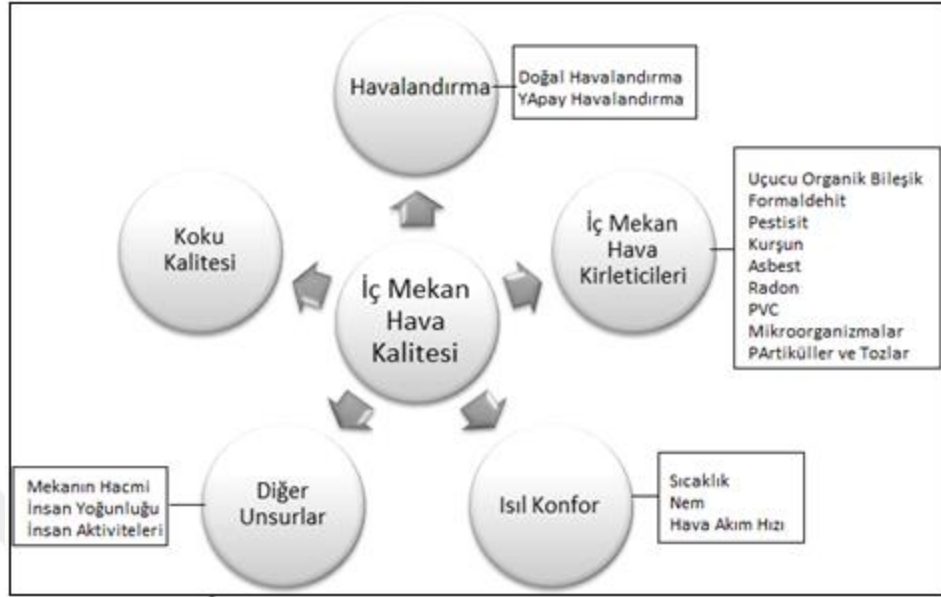 Havalandırma
Doğal Havalandırma
YApay Havalandırma
Koku
Kalitesi
İç Mekan
Hava
Kirleticileri
Uçucu Organik Bileşik
Formaldehit
Pestisit
Kurşun
Asbest
Radon
PVC
Mikroorganizmalar
PArtiküller ve Tozlar
İç Mekan
Hava
Kalitesi
Mekanın Hacmi
İnsan Yoğunluğu
İnsan Aktiviteleri
Diğer
Unsurlar
Isıl Konfor
Sıcaklık
Nem
Hava Akım Hızı